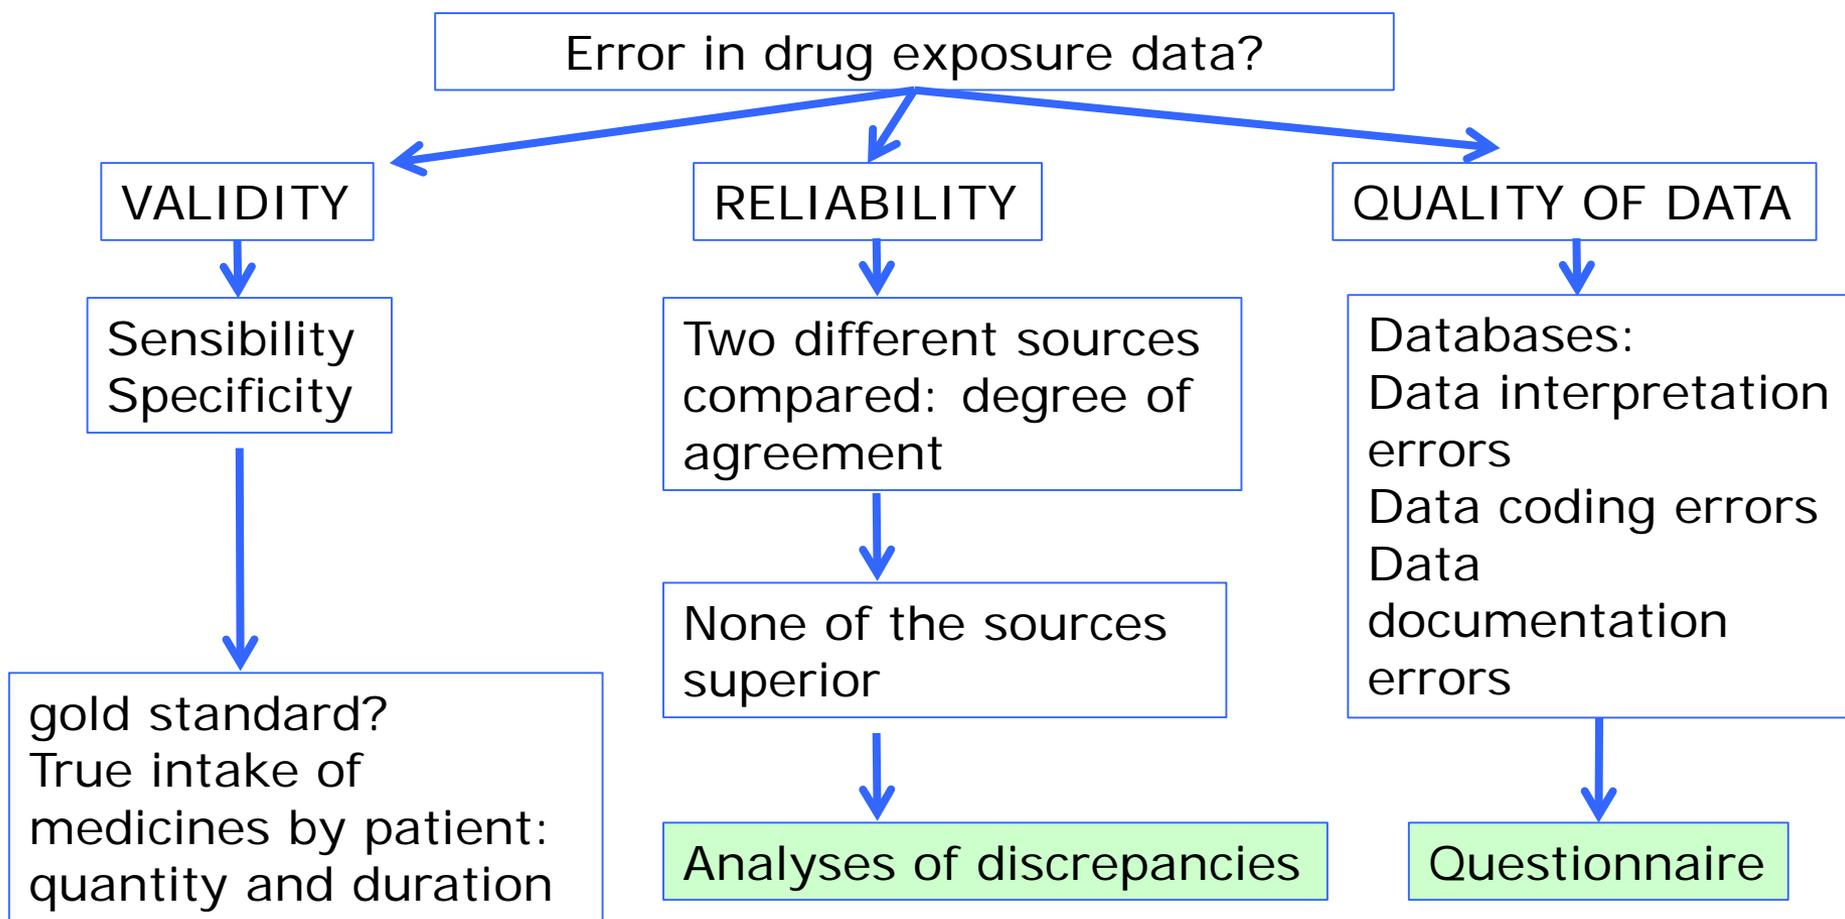 Error in drug exposure data?
VALIDITY
RELIABILITY
QUALITY OF DATA
Sensibility
Specificity
Two different sources
compared: degree of
agreement
Databases:
Data interpretation
errors
Data coding errors
Data
documentation
errors
None of the sources
superior
gold standard?
True intake of
medicines by patient:
quantity and duration
Analyses of discrepancies
Questionnaire